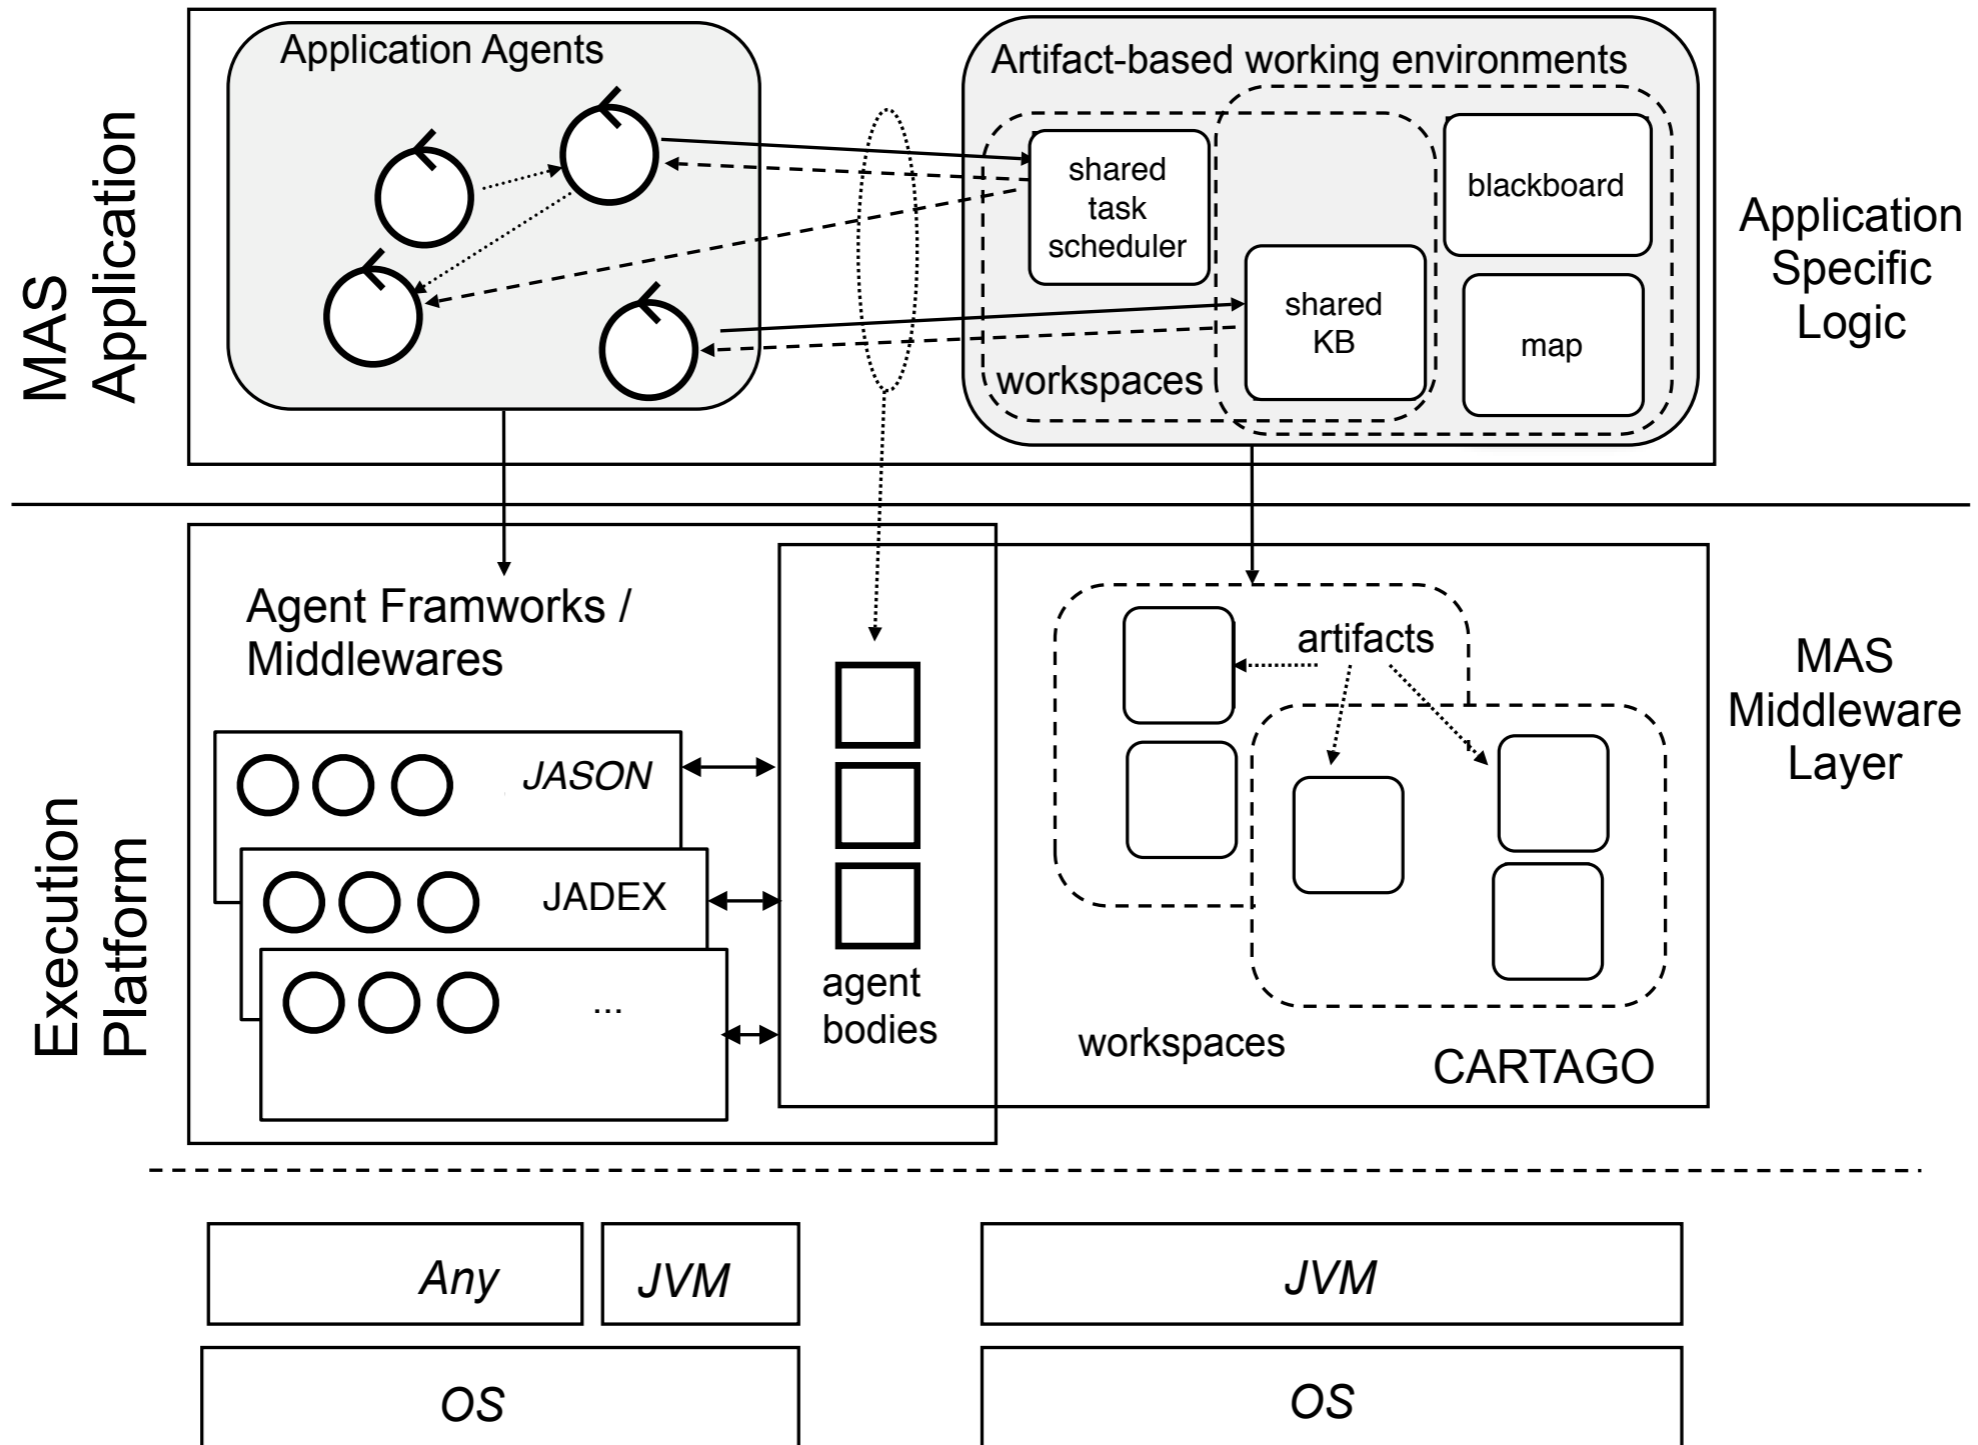 MAS
Application
Application Agents
Artifact-based working environments
shared
task
scheduler
blackboard
shared
KB
map
workspaces
Application
Specific
Logic
Execution
Platform
Agent Framworks /
Middlewares
JASON
JADEX
...
agent
bodies
artifacts
workspaces
CARTAGO
MAS
Middleware
Layer
Any
JVM
JVM
OS
OS